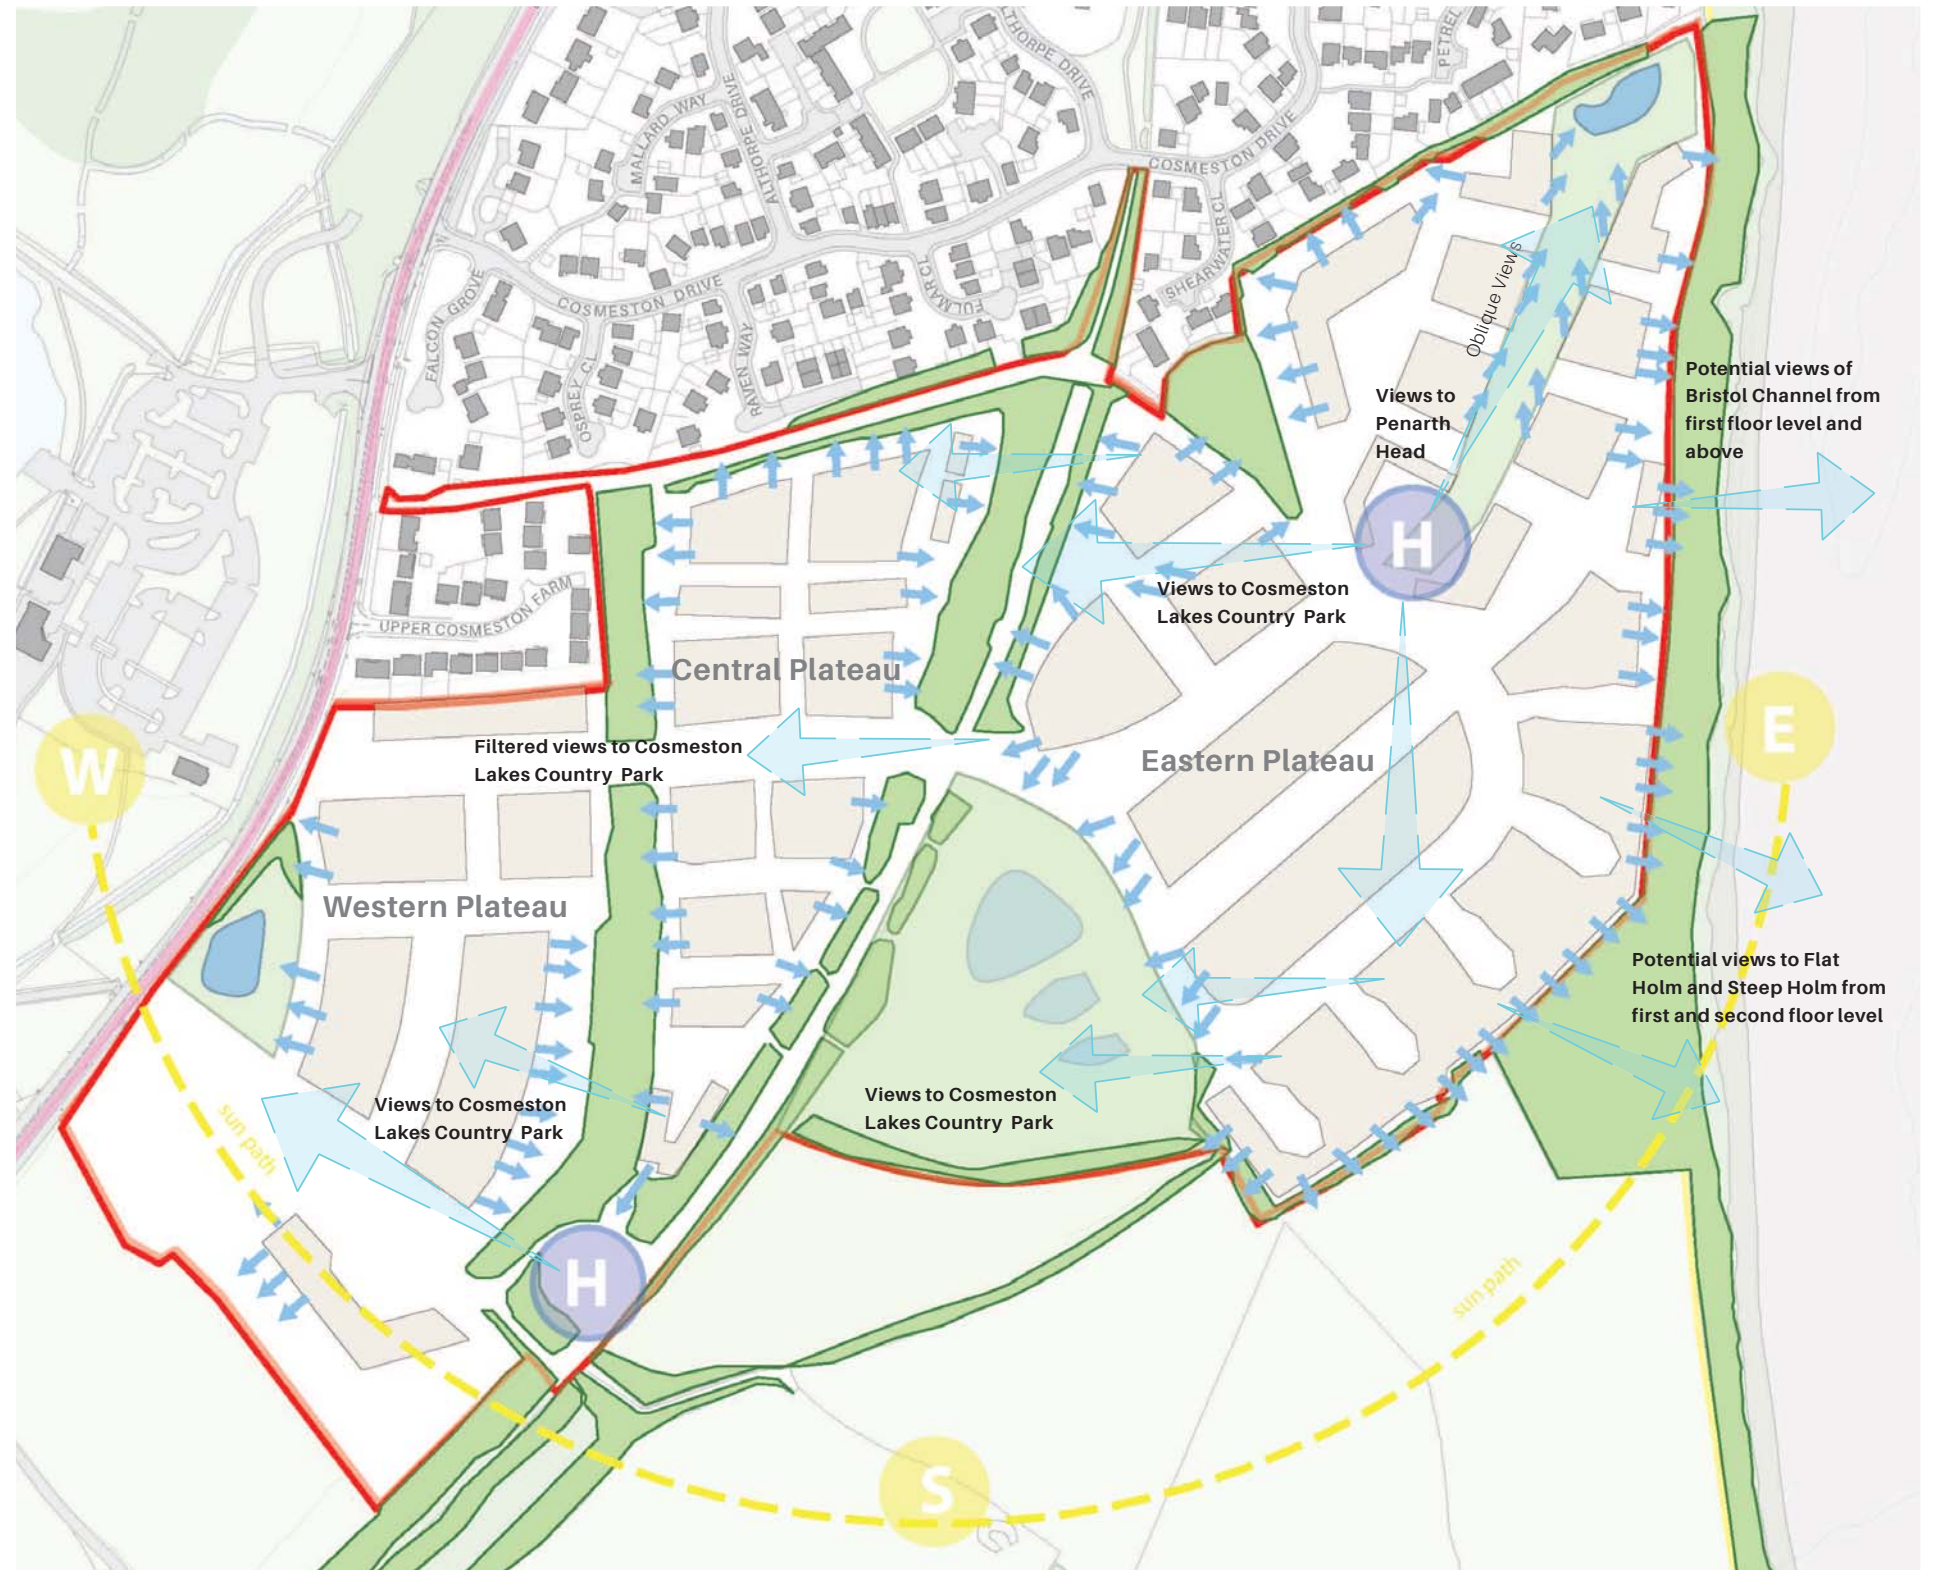 LTHORPE DRIVE
PETREL
MALLARD WAY
ALTHORPE DRIVE
COSMESTON DRIVE
SHEARWATER CL
FALCON GROVE
COSMESTON DRIVE
FULMAR CL
OSPREY CL
RAVEN WAY
UPPER COSMESTON FARM
Oblique Views
Views to
Penarth
Head
Potential views of
Bristol Channel from
first floor level and
above
H
Views to Cosmeston
Lakes Country Park
Central Plateau
Filtered views to Cosmeston
Lakes Country Park
Eastern Plateau
W
E
Western Plateau
Potential views to Flat
Holm and Steep Holm from
first and second floor level
Views to Cosmeston
Lakes Country Park
Views to Cosmeston
Lakes Country Park
sun path
H
sun path
S